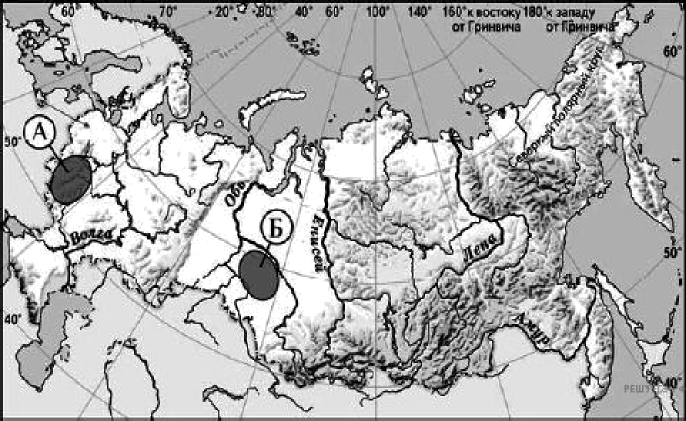 60° 70° 20° 80° 60° 100° 140° 160° к востоку 180° к западу
от Гринвича от Гринвича
60°
Северный полярный круг
А
50°
Обь
Б
Енисей
Волга
Лена
50°
40°
Амур
40°